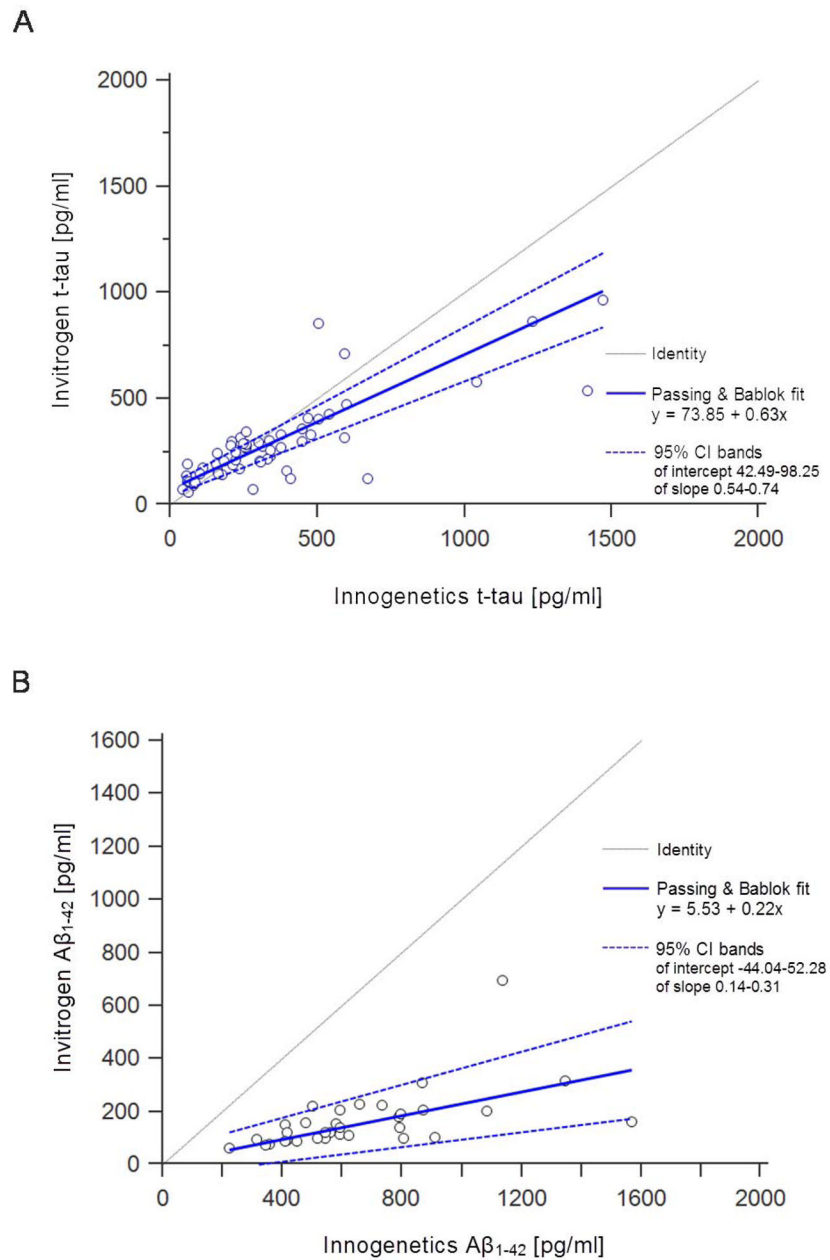 A
2000
1500
1000
500
0
Invitrogen t-tau [pg/ml]
Identity
Passing & Bablok fit
y = 73.85 + 0.63x
95% CI bands
of intercept 42.49-98.25
of slope 0.54-0.74
0 500 1000 1500 2000
Innogenetics t-tau [pg/ml]
B
1600
1400
1200
1000
800
600
400
200
0
Invitrogen Aβ₁₋₄₂ [pg/ml]
Identity
Passing & Bablok fit
y = 5.53 + 0.22x
95% CI bands
of intercept -44.04-52.28
of slope 0.14-0.31
0 400 800 1200 1600 2000
Innogenetics Aβ₁₋₄₂ [pg/ml]